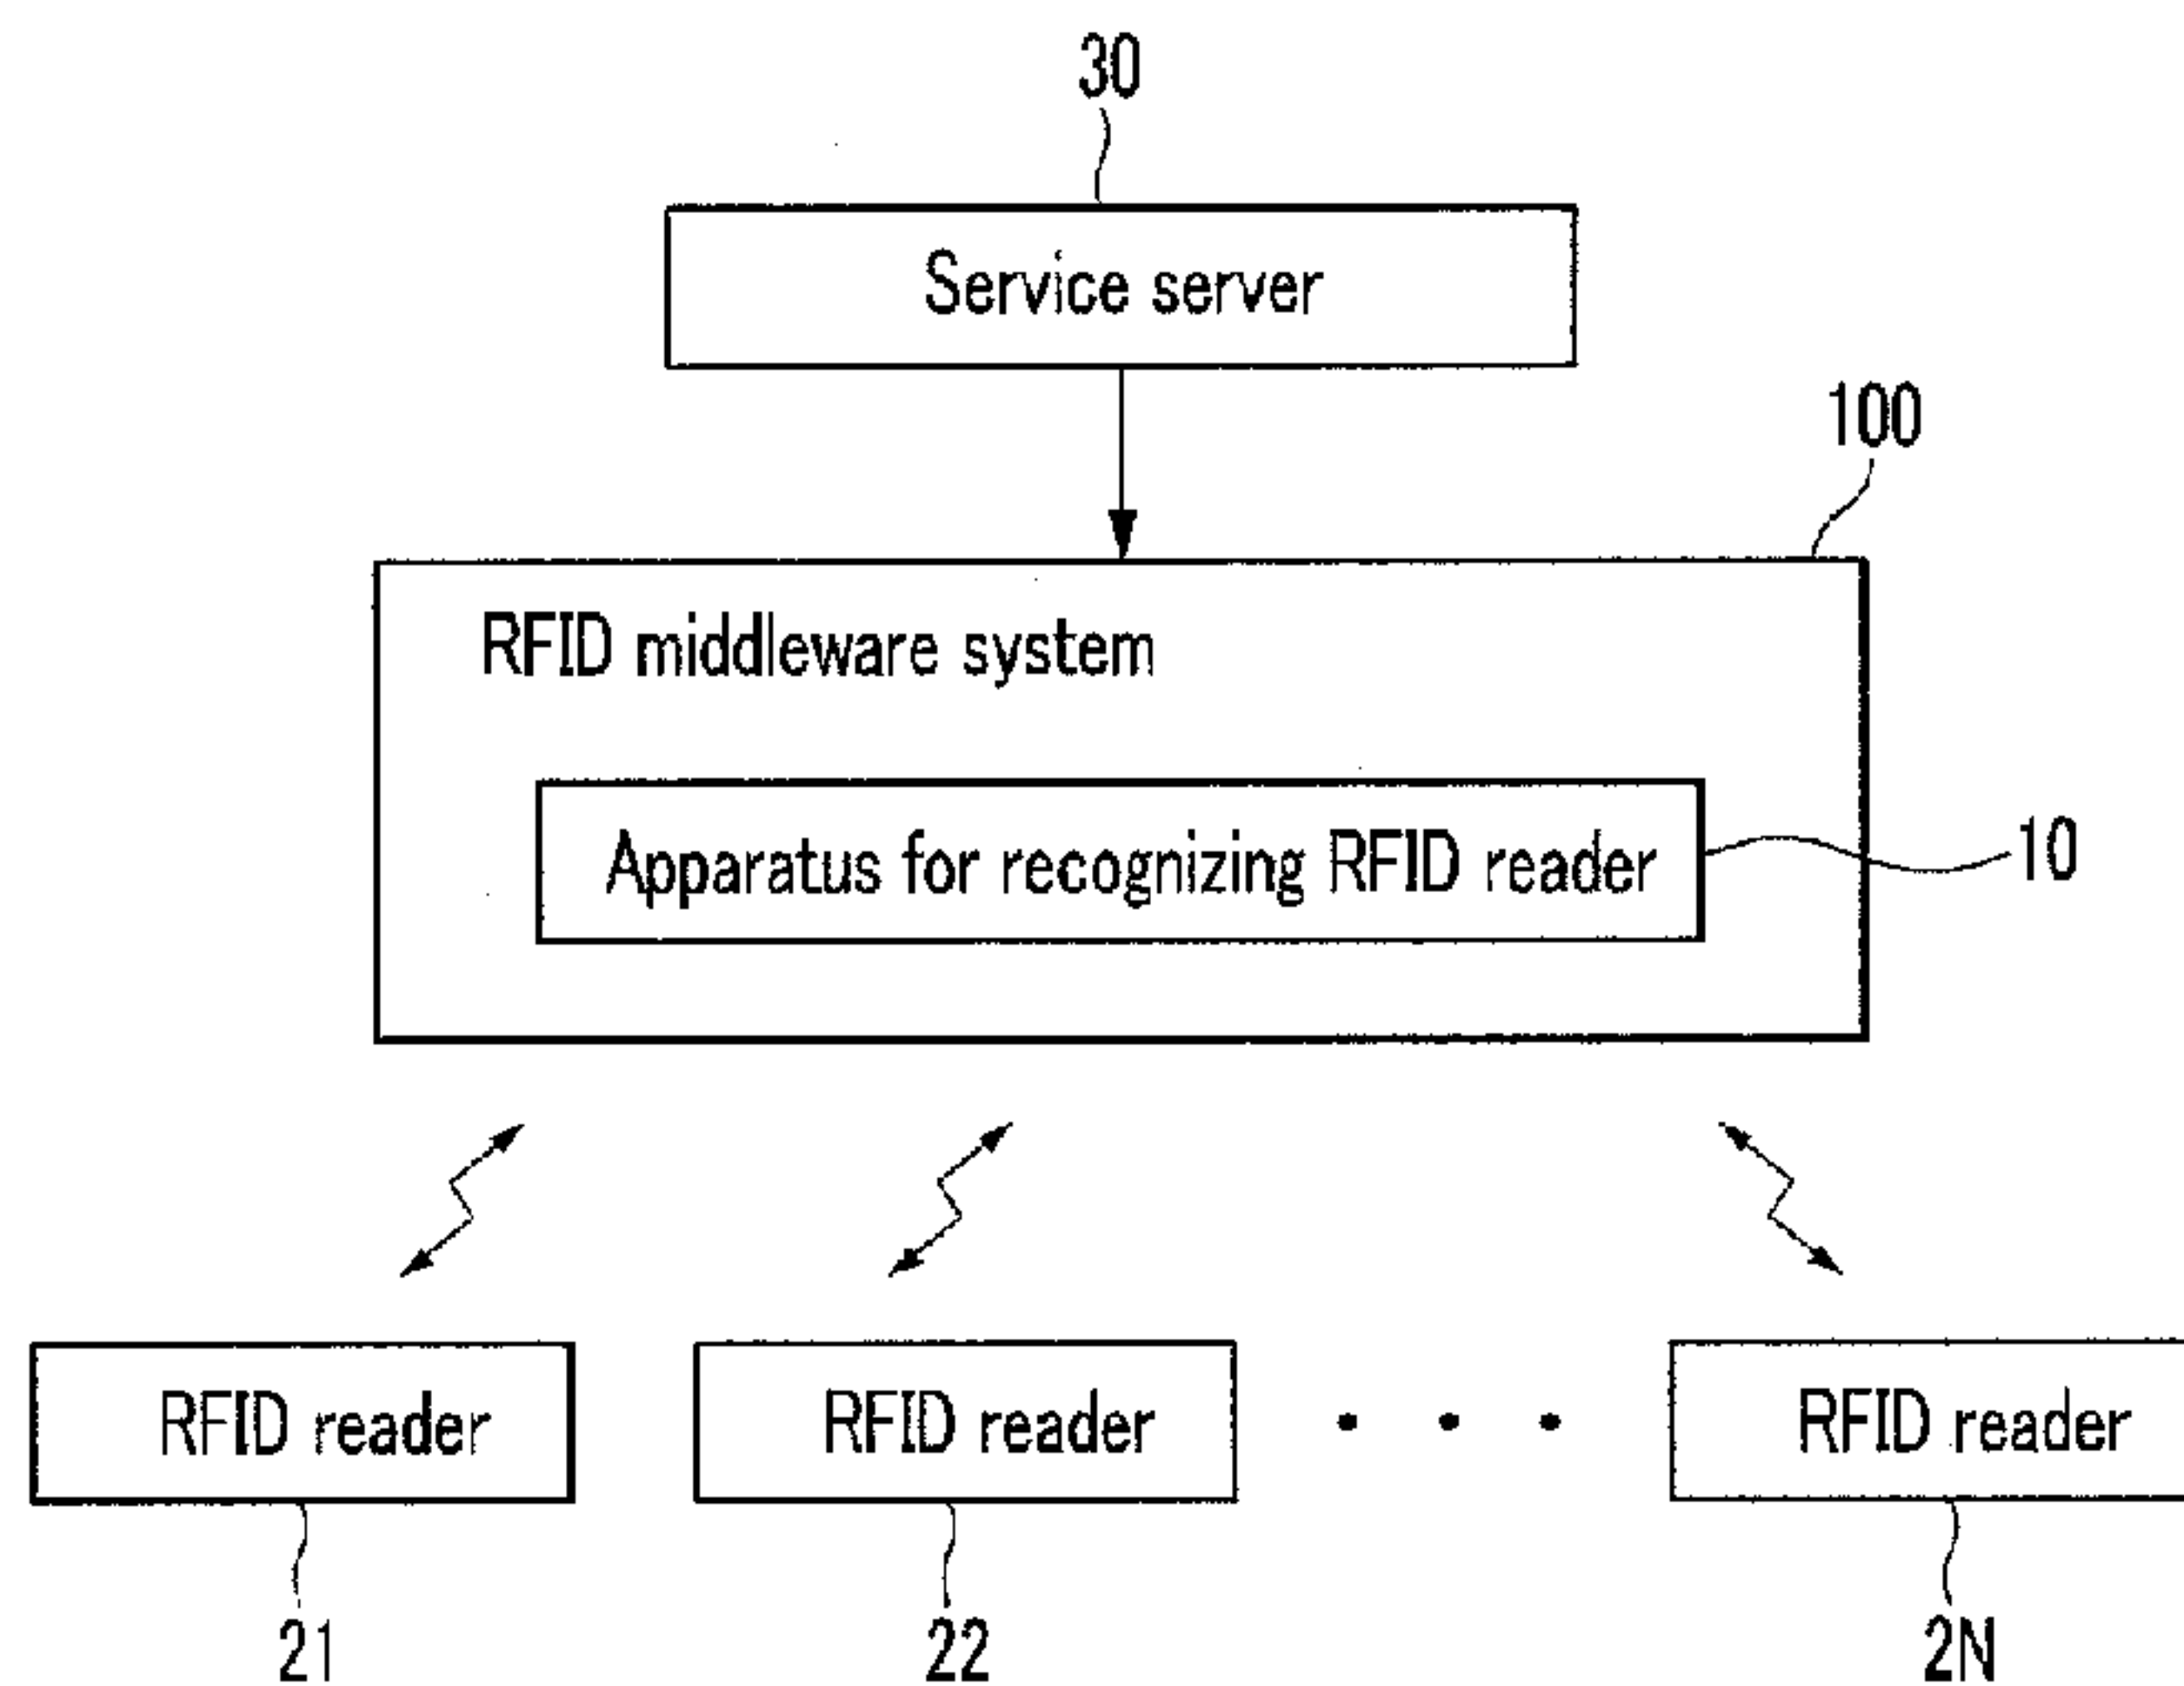 30
Service server
100
RFID middleware system
Apparatus for recognizing RFID reader
10
RFID reader
RFID reader
RFID reader
21
22
2N